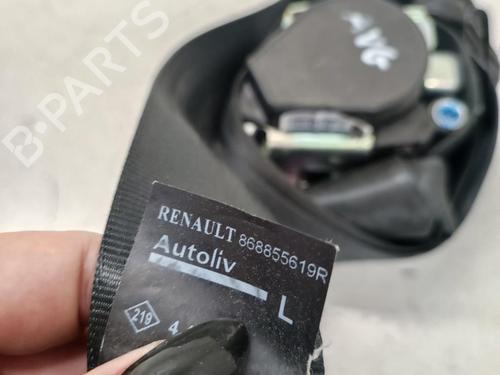 B-PARTS
RENAULT 868855619R
Autoliv
L
219